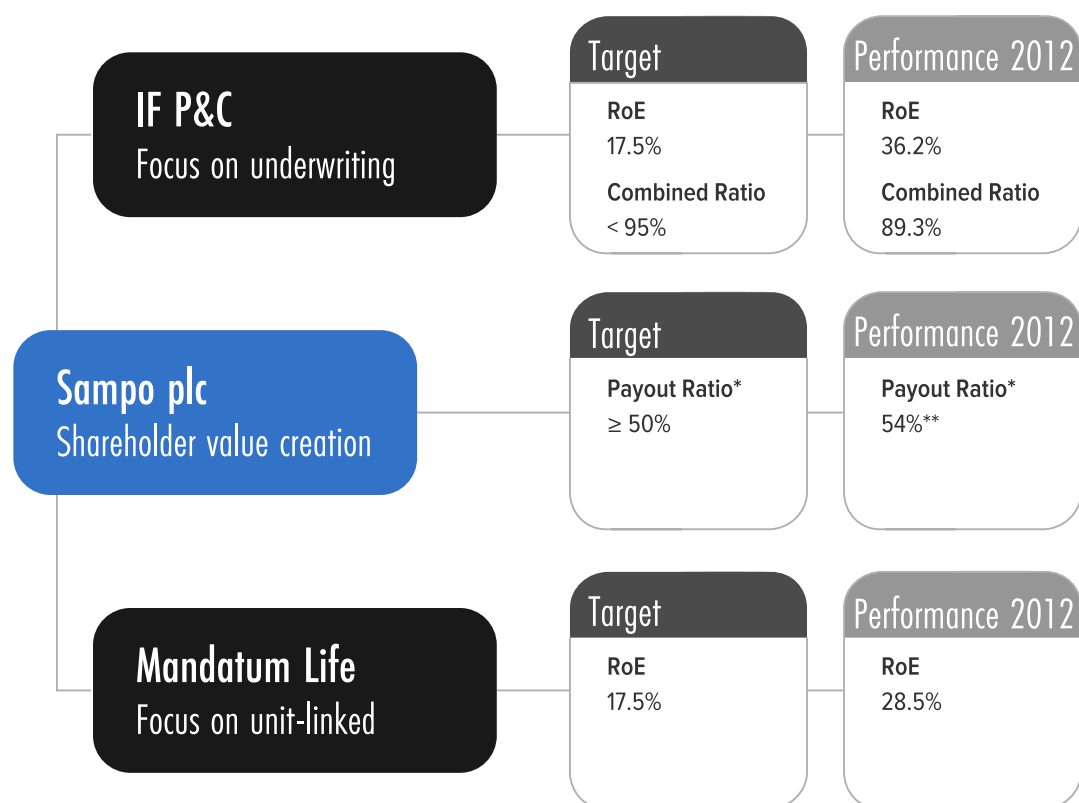 IF P&C
Focus on underwriting
Target
RoE
17.5%
Combined Ratio
< 95%
Performance 2012
RoE
36.2%
Combined Ratio
89.3%
Sampo plc
Shareholder value creation
Target
Payout Ratio*
≥ 50%
Performance 2012
Payout Ratio*
54%**
Mandatum Life
Focus on unit-linked
Target
RoE
17.5%
Performance 2012
RoE
28.5%